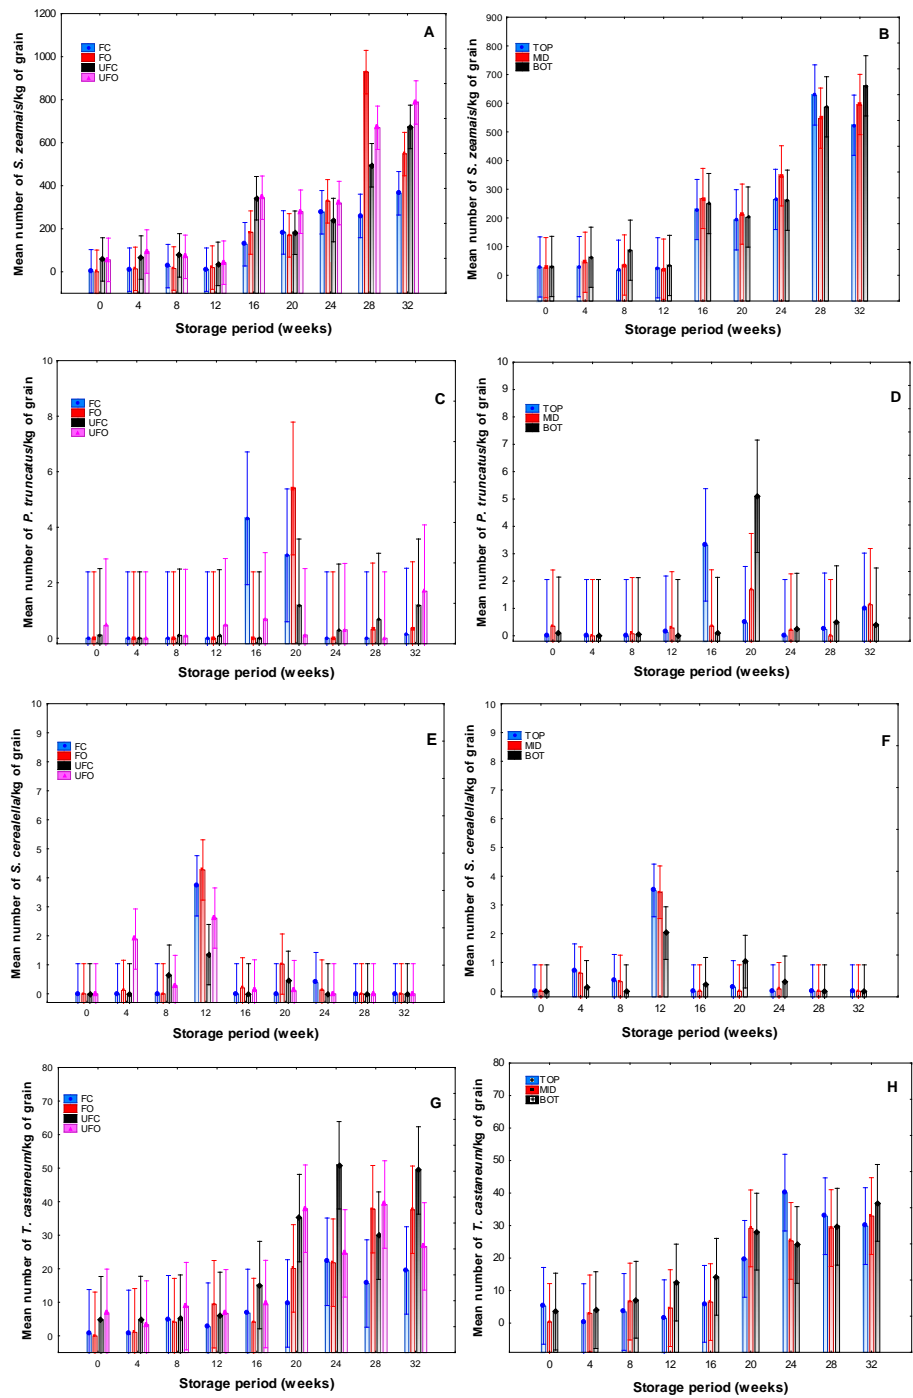 1200
1000
800
600
400
200
0
Mean number of S. zeamais/kg of grain
FC
FO
UFC
UFO
A
0 4 8 12 16 20 24 28 32
Storage period (weeks)
900
800
700
600
500
400
300
200
100
0
Mean number of S. zeamais/kg of grain
TOP
MID
BOT
B
0 4 8 12 16 20 24 28 32
Storage period (weeks)
10
8
6
4
2
0
Mean number of P. truncatus/kg of grain
FC
FO
UFC
UFO
C
0 4 8 12 16 20 24 28 32
Storage period (weeks)
10
9
8
7
6
5
4
3
2
1
0
Mean number of P. truncatus/kg of grain
TOP
MID
BOT
D
0 4 8 12 16 20 24 28 32
Storage period (weeks)
10
9
8
7
6
5
4
3
2
1
0
Mean number of S. cerealella/kg of grain
FC
FO
UFC
UFO
E
0 4 8 12 16 20 24 28 32
Storage period (week)
10
9
8
7
6
5
4
3
2
1
0
Mean number of S. cerealella/kg of grain
TOP
MID
BOT
F
0 4 8 12 16 20 24 28 32
Storage period (weeks)
80
70
60
50
40
30
20
10
0
Mean number of T. castaneum/kg of grain
FC
FO
UFC
UFO
G
0 4 8 12 16 20 24 28 32
Storage period (weeks)
80
70
60
50
40
30
20
10
0
Mean number of T. castaneum/kg of grain
TOP
MID
BOT
H
0 4 8 12 16 20 24 28 32
Storage period (weeks)